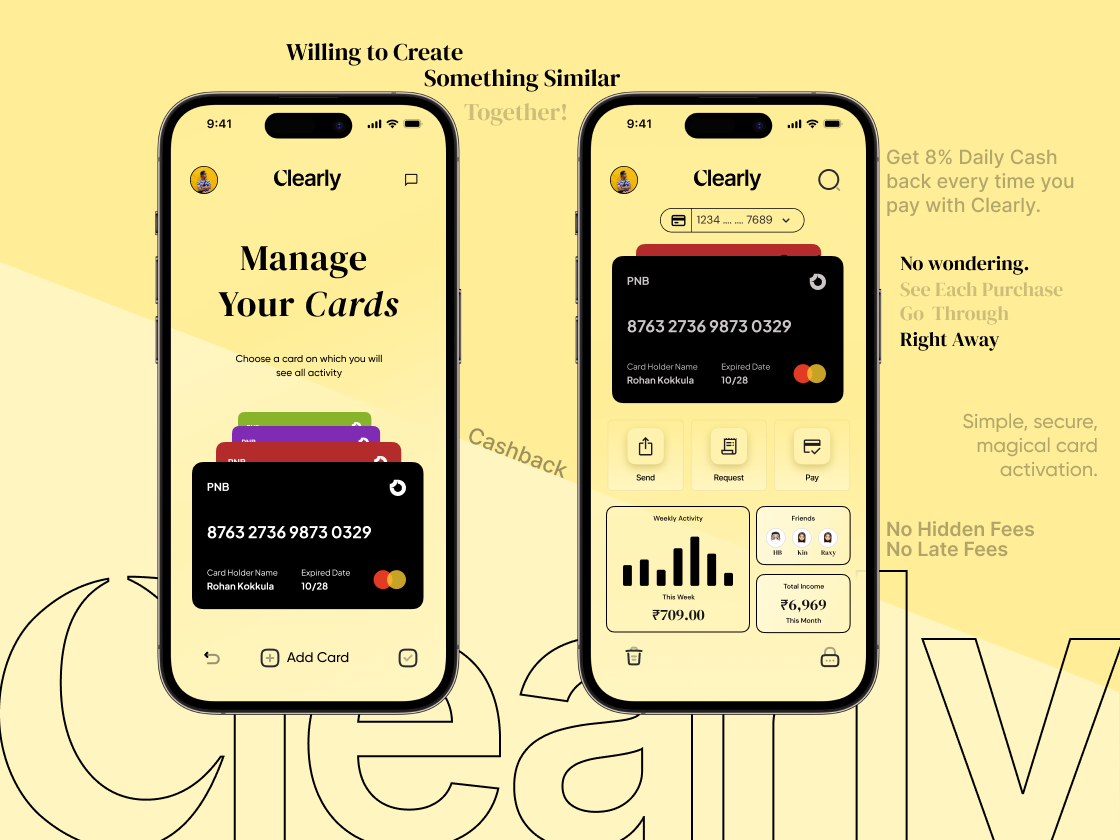 Willing to Create
Something Similar
Together!
9:41
Clearly
Manage
Your Cards
Choose a card on which you will
see all activity
PNB
PNB
PNB
PNB
8763 2736 9873 0329
Card Holder Name
Expired Date
Rohan Kokkula
10/28
Add Card
Cashback
9:41
Clearly
1234 .... .... 7689
PNB
8763 2736 9873 0329
Card Holder Name
Expired Date
Rohan Kokkula
10/28
Send
Request
Pay
Weekly Activity
This Week
₹709.00
Friends
HB
Kin
Raxy
Total Income
₹6,969
This Month
Get 8% Daily Cash
back every time you
pay with Clearly.
No wondering.
See Each Purchase
Go Through
Right Away
Simple, secure,
magical card
activation.
No Hidden Fees
No Late Fees
Clearly